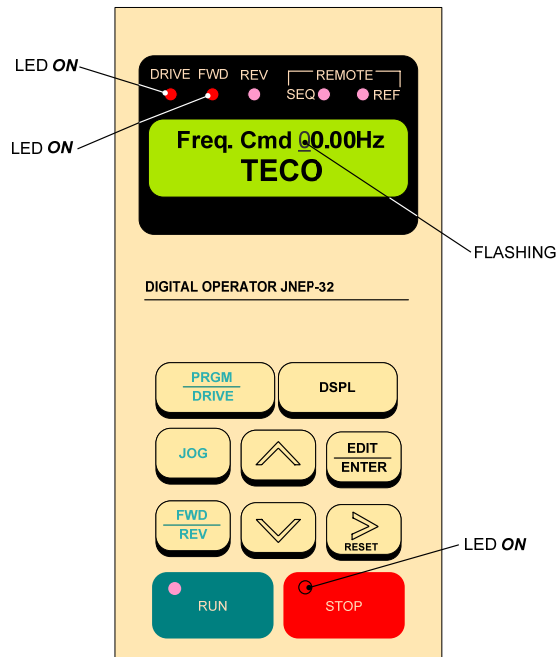 LED ON
DRIVE FWD REV REMOTE
SEQ REF
LED ON
Freq. Cmd 00.00Hz
TECO
FLASHING
DIGITAL OPERATOR JNEP-32
PRGM
DRIVE
DSPL
JOG
EDIT
ENTER
FWD
REV
RESET
LED ON
RUN
STOP